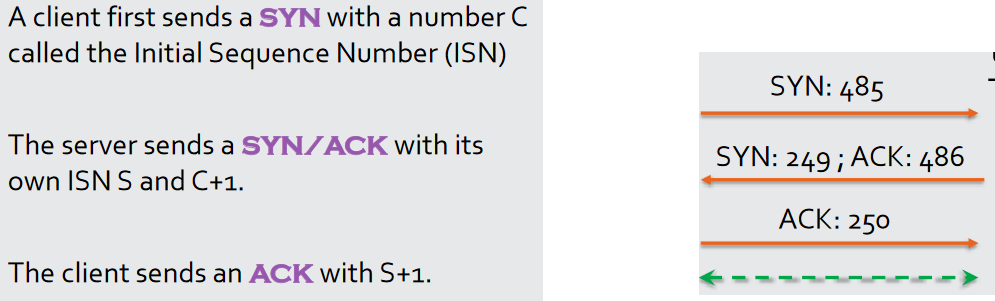 A client first sends a SYN with a number C
called the Initial Sequence Number (ISN)
The server sends a SYN/ACK with its
own ISN S and C+1.
The client sends an ACK with S+1.
SYN: 485
SYN: 249 ; ACK: 486
ACK: 250